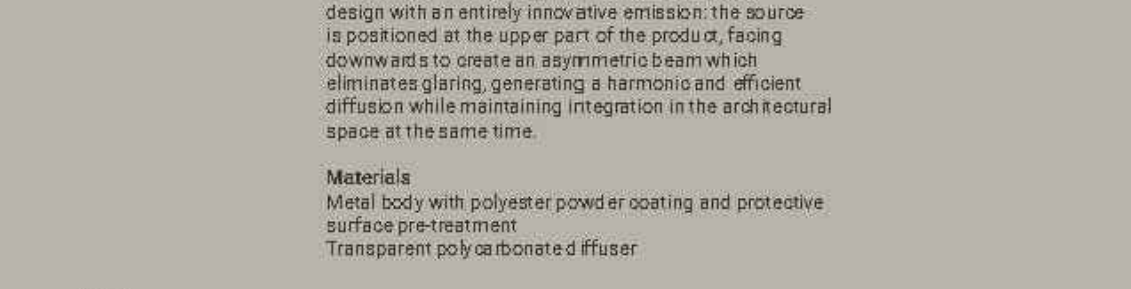 design with an entirely innovative emission: the source
is positioned at the upper part of the product, facing
downwards to create an asymmetric beam which
eliminates glaring, generating a harmonic and efficient
diffusion while maintaining integration in the architectural
space at the same time.
Materials
Metal body with polyester powder coating and protective
surface pre-treatment
Transparent polycarbonate diffuser